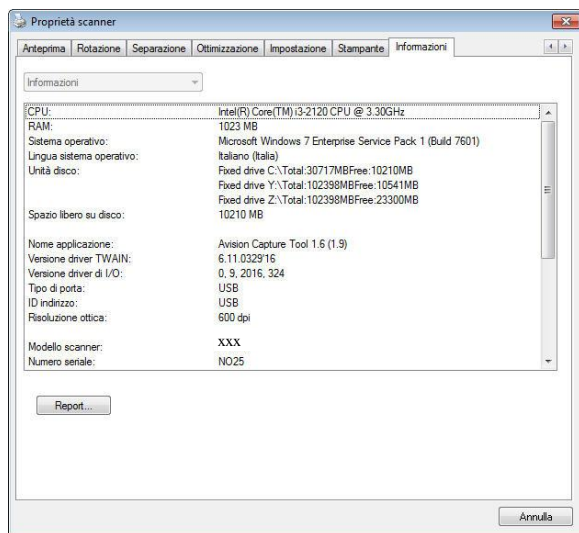 Proprietà scanner
Anteprima Rotazione Separazione Ottimizzazione Impostazione Stampante Informazioni
Informazioni
CPU: Intel(R) Core(TM) i3-2120 CPU @ 3.30GHz
RAM: 1023 MB
Sistema operativo: Microsoft Windows 7 Enterprise Service Pack 1 (Build 7601)
Lingua sistema operativo: Italiano (Italia)
Unità disco: Fixed drive C:\Total:30717MBFree:10210MB
Fixed drive Y:\Total:102398MBFree:10541MB
Fixed drive Z:\Total:102398MBFree:23300MB
Spazio libero su disco: 10210 MB
Nome applicazione: Avision Capture Tool 1.6 (1.9)
Versione driver TWAIN: 6.11.0329'16
Versione driver di I/O: 0, 9, 2016, 324
Tipo di porta: USB
ID indirizzo: USB
Risoluzione ottica: 600 dpi
Modello scanner: XXX
Numero seriale: NO25
Report...
Annulla